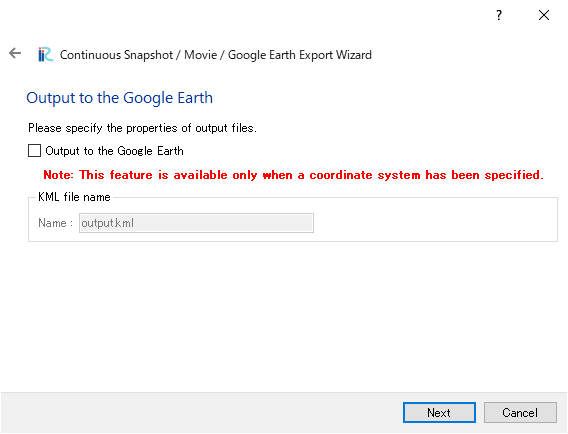 ?
iRC Continuous Snapshot / Movie / Google Earth Export Wizard
Output to the Google Earth
Please specify the properties of output files.
Output to the Google Earth
Note: This feature is available only when a coordinate system has been specified.
KML file name
Name : output.kml
Next Cancel